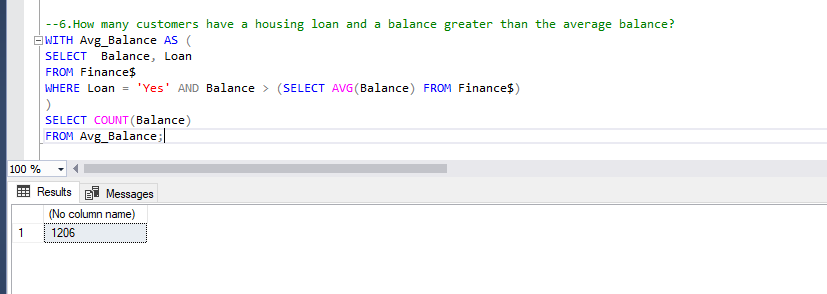 --6.How many customers have a housing loan and a balance greater than the average balance?
WITH Avg_Balance AS (
SELECT  Balance, Loan
FROM Finance$
WHERE Loan = 'Yes' AND Balance > (SELECT AVG(Balance) FROM Finance$)
)
SELECT COUNT(Balance)
FROM Avg_Balance;
100 %
Results Messages
(No column name)
1 1206